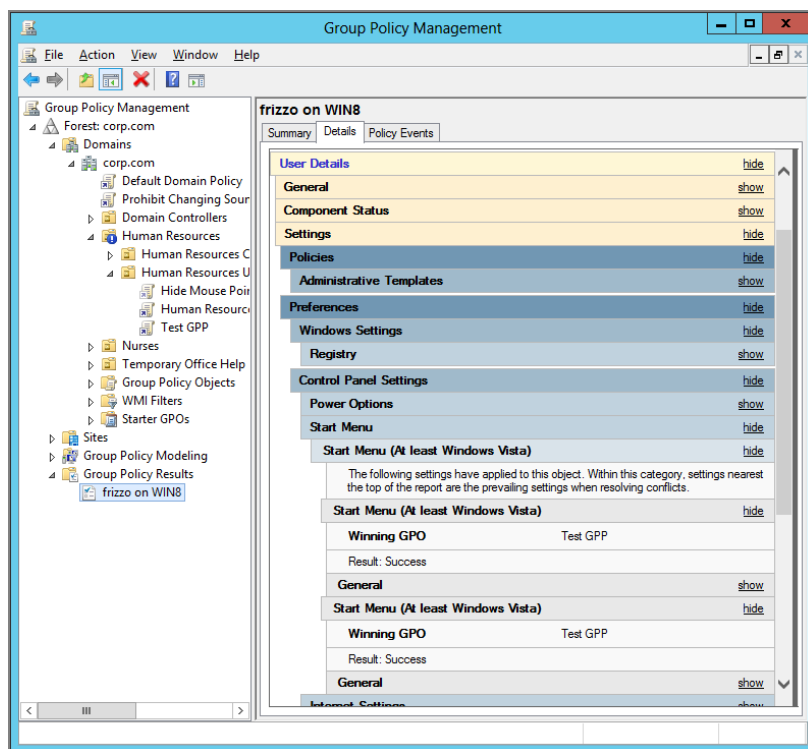 Group Policy Management
File Action View Window Help
Group Policy Management
Forest: corp.com
Domains
corp.com
Default Domain Policy
Prohibit Changing Sour
Domain Controllers
Human Resources
Human Resources C
Human Resources U
Hide Mouse Poi
Human Resourc
Test GPP
Nurses
Temporary Office Help
Group Policy Objects
WMI Filters
Starter GPOs
Sites
Group Policy Modeling
Group Policy Results
frizzo on WIN8
frizzo on WIN8
Summary Details Policy Events
User Details hide
General show
Component Status show
Settings hide
Policies hide
Administrative Templates show
Preferences hide
Windows Settings hide
Registry show
Control Panel Settings hide
Power Options show
Start Menu hide
Start Menu (At least Windows Vista) hide
The following settings have applied to this object. Within this category, settings nearest
the top of the report are the prevailing settings when resolving conflicts.
Start Menu (At least Windows Vista) hide
Winning GPO Test GPP
Result: Success
General show
Start Menu (At least Windows Vista) hide
Winning GPO Test GPP
Result: Success
General show
Internet Settings show